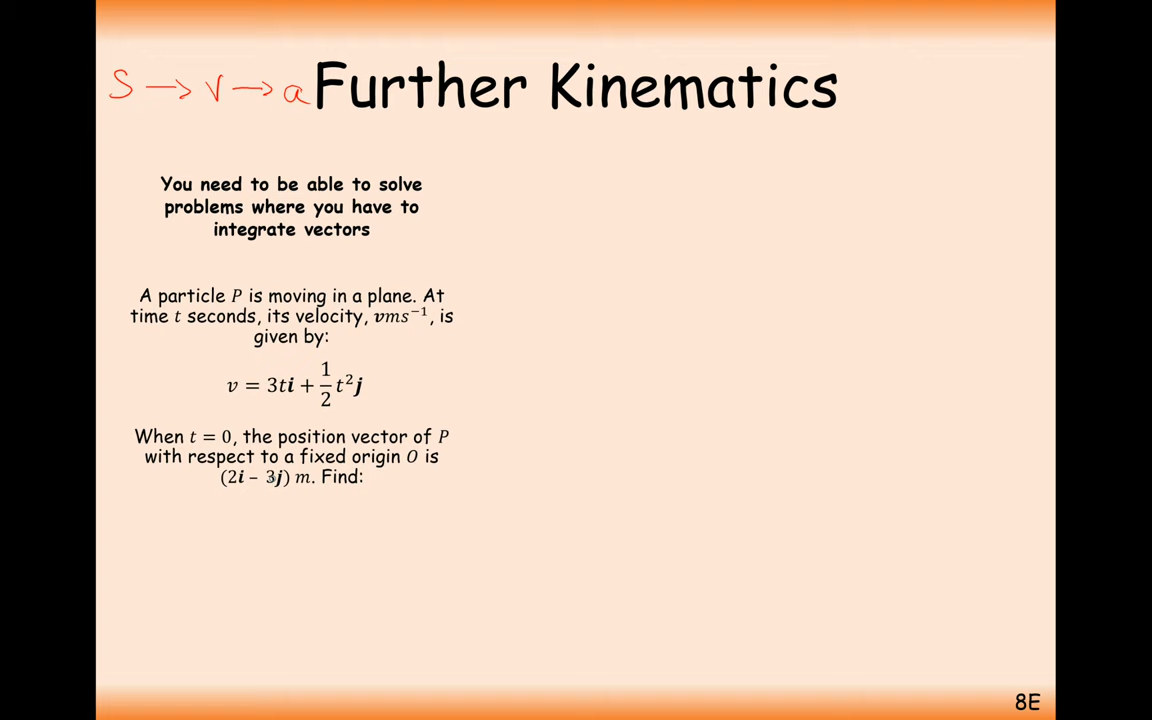 S → V → a
Further Kinematics
You need to be able to solve
problems where you have to
integrate vectors
A particle P is moving in a plane. At
time t seconds, its velocity, vms⁻¹, is
given by:
v = 3ti + 1/2 t²j
When t = 0, the position vector of P
with respect to a fixed origin O is
(2i – 3j) m. Find:
8E